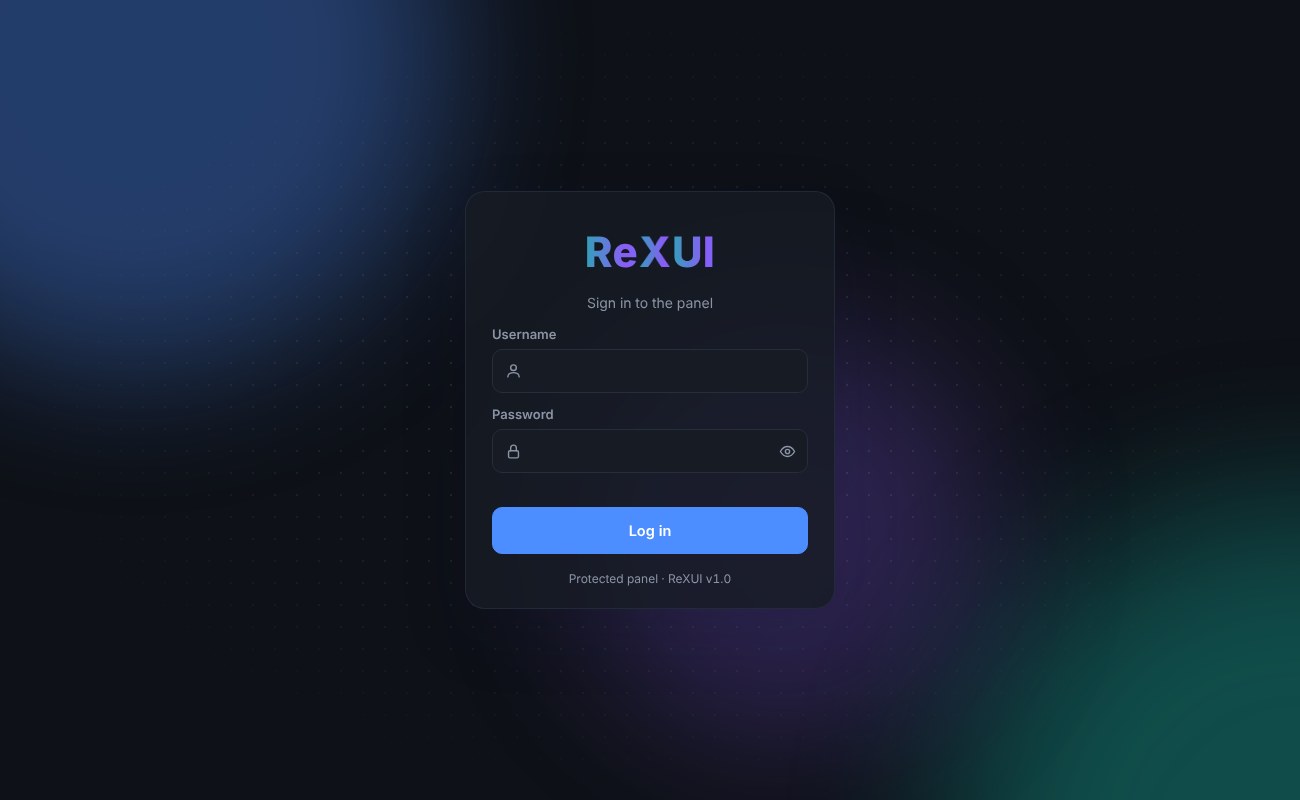 ReXUI
Sign in to the panel
Username
Password
Log in
Protected panel · ReXUI v1.0